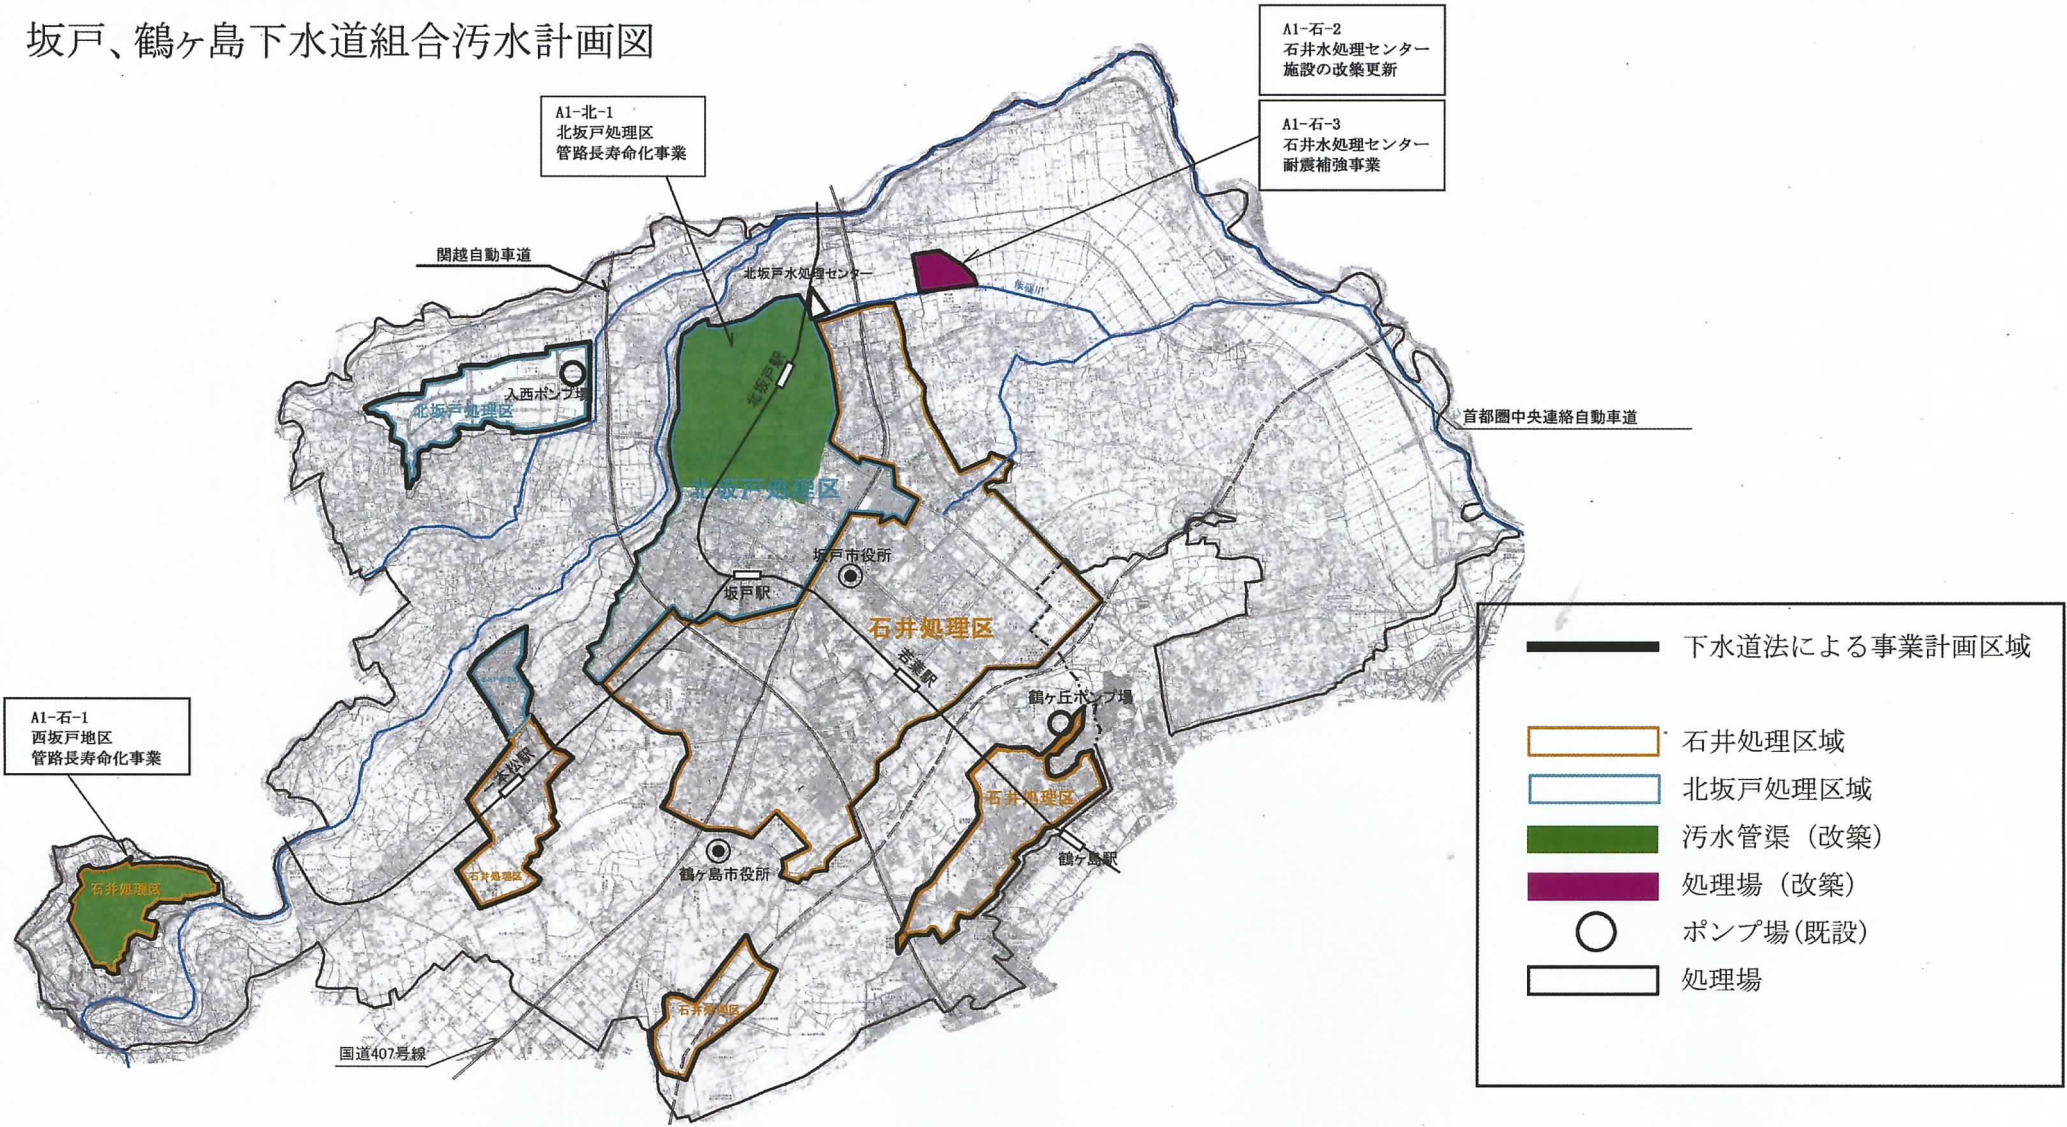 坂戸、鶴ヶ島下水道組合汚水計画図
A1-石-2
石井水処理センター
施設の改築更新
A1-北-1
北坂戸処理区
管路長寿命化事業
A1-石-3
石井水処理センター
耐震補強事業
関越自動車道
北坂戸水処理センター
飯盛川
北坂戸駅
入西ポンプ場
北坂戸処理区
首都圏中央連絡自動車道
北坂戸処理区
坂戸市役所
坂戸駅
石井処理区
若葉駅
鶴ヶ丘ポンプ場
一本松駅
石井処理区
鶴ヶ島駅
鶴ヶ島市役所
石井処理区
A1-石-1
西坂戸地区
管路長寿命化事業
石井処理区
石井処理区
国道407号線
下水道法による事業計画区域
石井処理区域
北坂戸処理区域
汚水管渠（改築）
処理場（改築）
ポンプ場(既設)
処理場